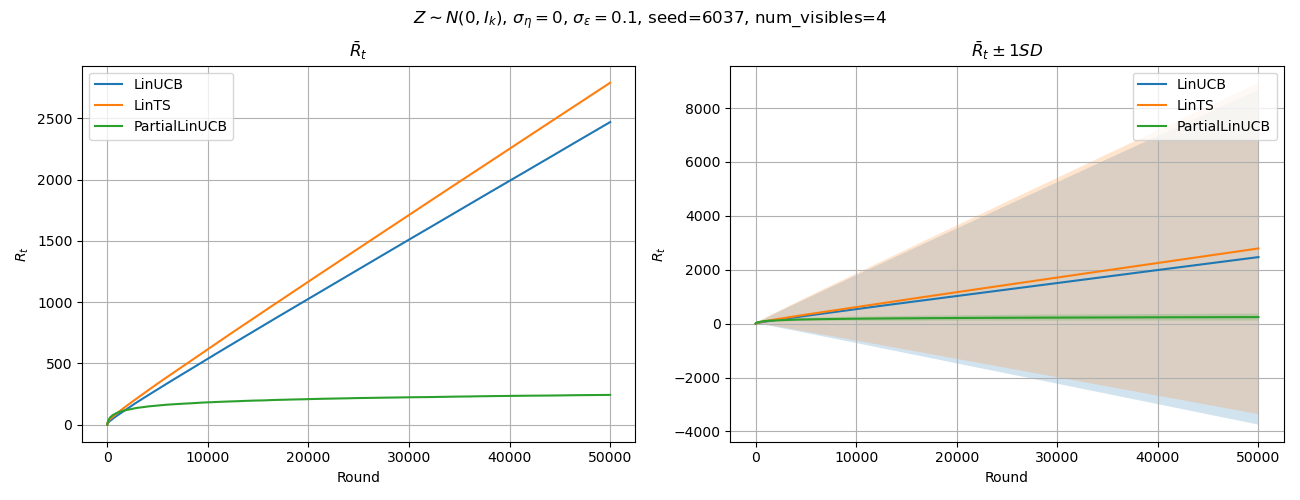 Z ∼ N(0, I_k), σ_η = 0, σ_ε = 0.1, seed=6037, num_visibles=4
R̄_t
LinUCB
LinTS
PartialLinUCB
2500
2000
1500
1000
500
0
R_t
0 10000 20000 30000 40000 50000
Round
R̄_t ± 1SD
LinUCB
LinTS
PartialLinUCB
8000
6000
4000
2000
0
−2000
−4000
R_t
0 10000 20000 30000 40000 50000
Round